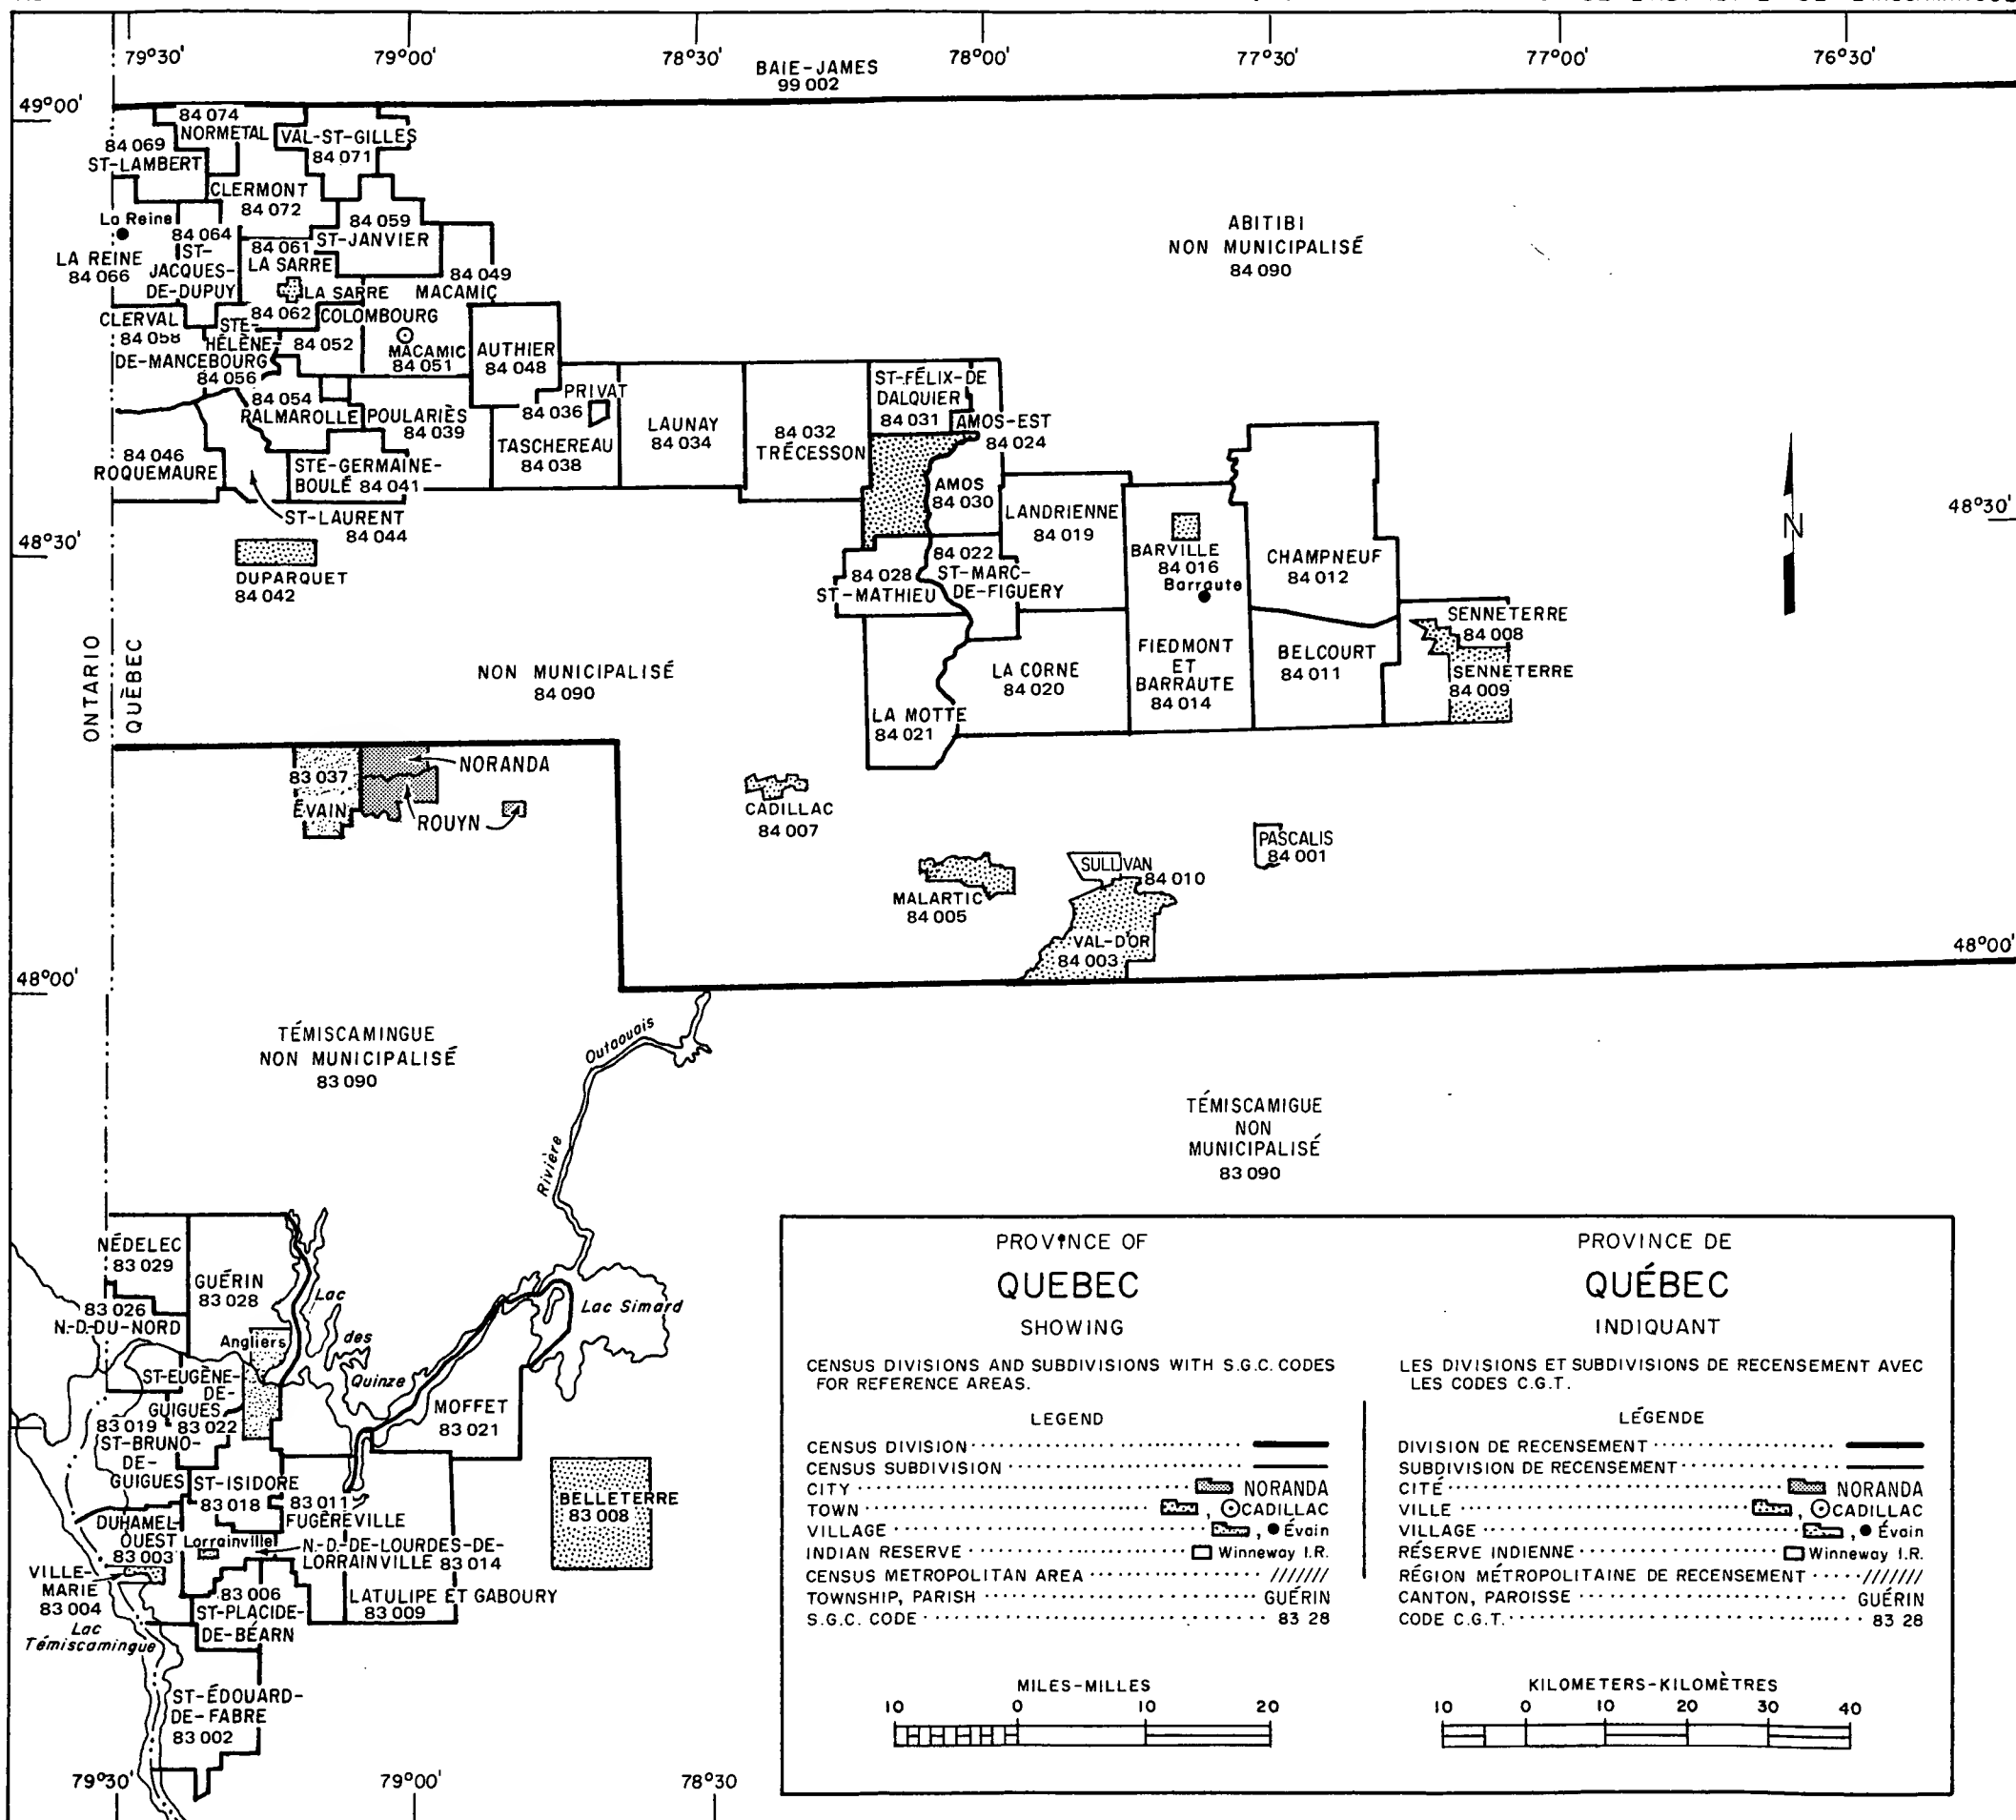 79°30'
79°00'
78°30'
78°00'
77°30'
77°00'
76°30'
BAIE-JAMES
99 002
49°00'
84 074
NORMÉTAL
VAL-ST-GILLES
84 071
84 069
ST-LAMBERT
CLERMONT
84 072
La Reine
84 064
ST-
JACQUES-
DE-DUPUY
LA REINE
84 066
84 059
ST-JANVIER
84 061
LA SARRE
LA SARRE
84 062
84 049
MACAMIC
COLOMBOURG
84 052
MACAMIC
84 051
CLERVAL
84 058
STE-
HÉLÈNE-
DE-MANCEBOURG
84 056
AUTHIER
84 048
84 054
PALMAROLLE
POULARIÈS
84 039
PRIVAT
84 036
TASCHEREAU
84 038
LAUNAY
84 034
84 032
TRÉCESSON
ST-FÉLIX-DE
DALQUIER
84 031
AMOS-EST
84 024
AMOS
84 030
84 046
ROQUEMAURE
STE-GERMAINE-
BOULÉ 84 041
ST-LAURENT
84 044
ABITIBI
NON MUNICIPALISÉ
84 090
N
48°30'
48°30'
DUPARQUET
84 042
LANDRIENNE
84 019
84 022
ST-MARC-
DE-FIGUERY
84 028
ST-MATHIEU
BARVILLE
84 016
Barraute
CHAMPNEUF
84 012
SENNETERRE
84 008
SENNETERRE
84 009
ONTARIO
QUÉBEC
NON MUNICIPALISÉ
84 090
LA CORNE
84 020
FIEDMONT
ET
BARRAUTE
84 014
BELCOURT
84 011
LA MOTTE
84 021
83 037
ÉVAIN
NORANDA
ROUYN
CADILLAC
84 007
MALARTIC
84 005
SULLIVAN
84 010
PASCALIS
84 001
VAL-D'OR
84 003
48°00'
48°00'
TÉMISCAMINGUE
NON MUNICIPALISÉ
83 090
Rivière
Outaouais
TÉMISCAMIGUE
NON
MUNICIPALISÉ
83 090
NÉDELEC
83 029
GUÉRIN
83 028
83 026
N.-D.-DU-NORD
Angliers
Lac
des
Quinze
Lac Simard
ST-EUGÈNE-
DE-
GUIGUES
83 022
83 019
ST-BRUNO-
DE-
GUIGUES
MOFFET
83 021
ST-ISIDORE
83 018
83 011
FUGÈREVILLE
BELLETERRE
83 008
DUHAMEL-
OUEST
83 003
Lorrainville
N.-D.-DE-LOURDES-DE-
LORRAINVILLE 83 014
VILLE-
MARIE
83 004
83 006
ST-PLACIDE-
DE-BÉARN
LATULIPE ET GABOURY
83 009
Lac
Témiscamingue
ST-ÉDOUARD-
DE-FABRE
83 002
79°30'
79°00'
78°30
PROVINCE OF
QUEBEC
SHOWING
CENSUS DIVISIONS AND SUBDIVISIONS WITH S.G.C. CODES
FOR REFERENCE AREAS.
LEGEND
CENSUS DIVISION
CENSUS SUBDIVISION
CITY NORANDA
TOWN , CADILLAC
VILLAGE , Évain
INDIAN RESERVE Winneway I.R.
CENSUS METROPOLITAN AREA
TOWNSHIP, PARISH GUÉRIN
S.G.C. CODE 83 28
MILES-MILLES
10 0 10 20
PROVINCE DE
QUÉBEC
INDIQUANT
LES DIVISIONS ET SUBDIVISIONS DE RECENSEMENT AVEC
LES CODES C.G.T.
LÉGENDE
DIVISION DE RECENSEMENT
SUBDIVISION DE RECENSEMENT
CITÉ NORANDA
VILLE , CADILLAC
VILLAGE , Évain
RÉSERVE INDIENNE Winneway I.R.
RÉGION MÉTROPOLITAINE DE RECENSEMENT
CANTON, PAROISSE GUÉRIN
CODE C.G.T. 83 28
KILOMETERS-KILOMÈTRES
10 0 10 20 30 40